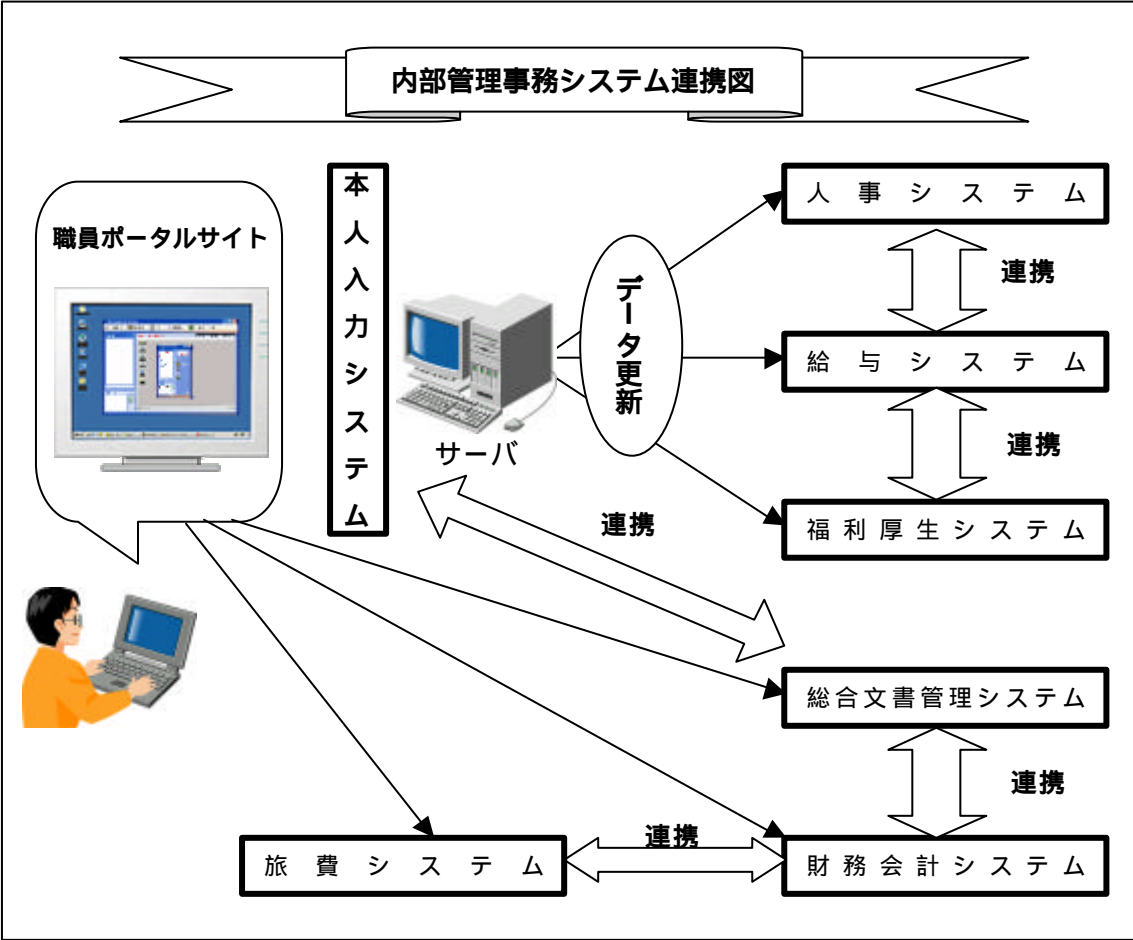 内部管理事務システム連携図
職員ポータルサイト
本人入力システム
サーバ
データ更新
人事システム
連携
給与システム
連携
福利厚生システム
連携
総合文書管理システム
連携
財務会計システム
連携
旅費システム